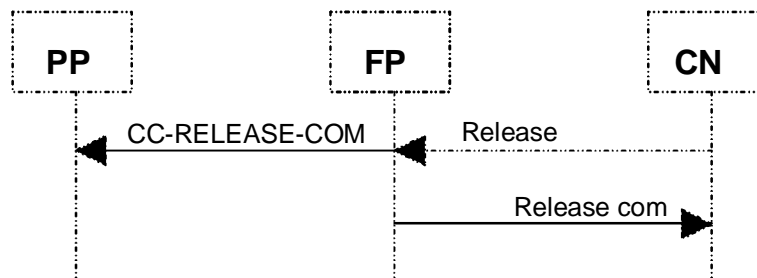 PP
FP
CN
CC-RELEASE-COM
Release
Release com